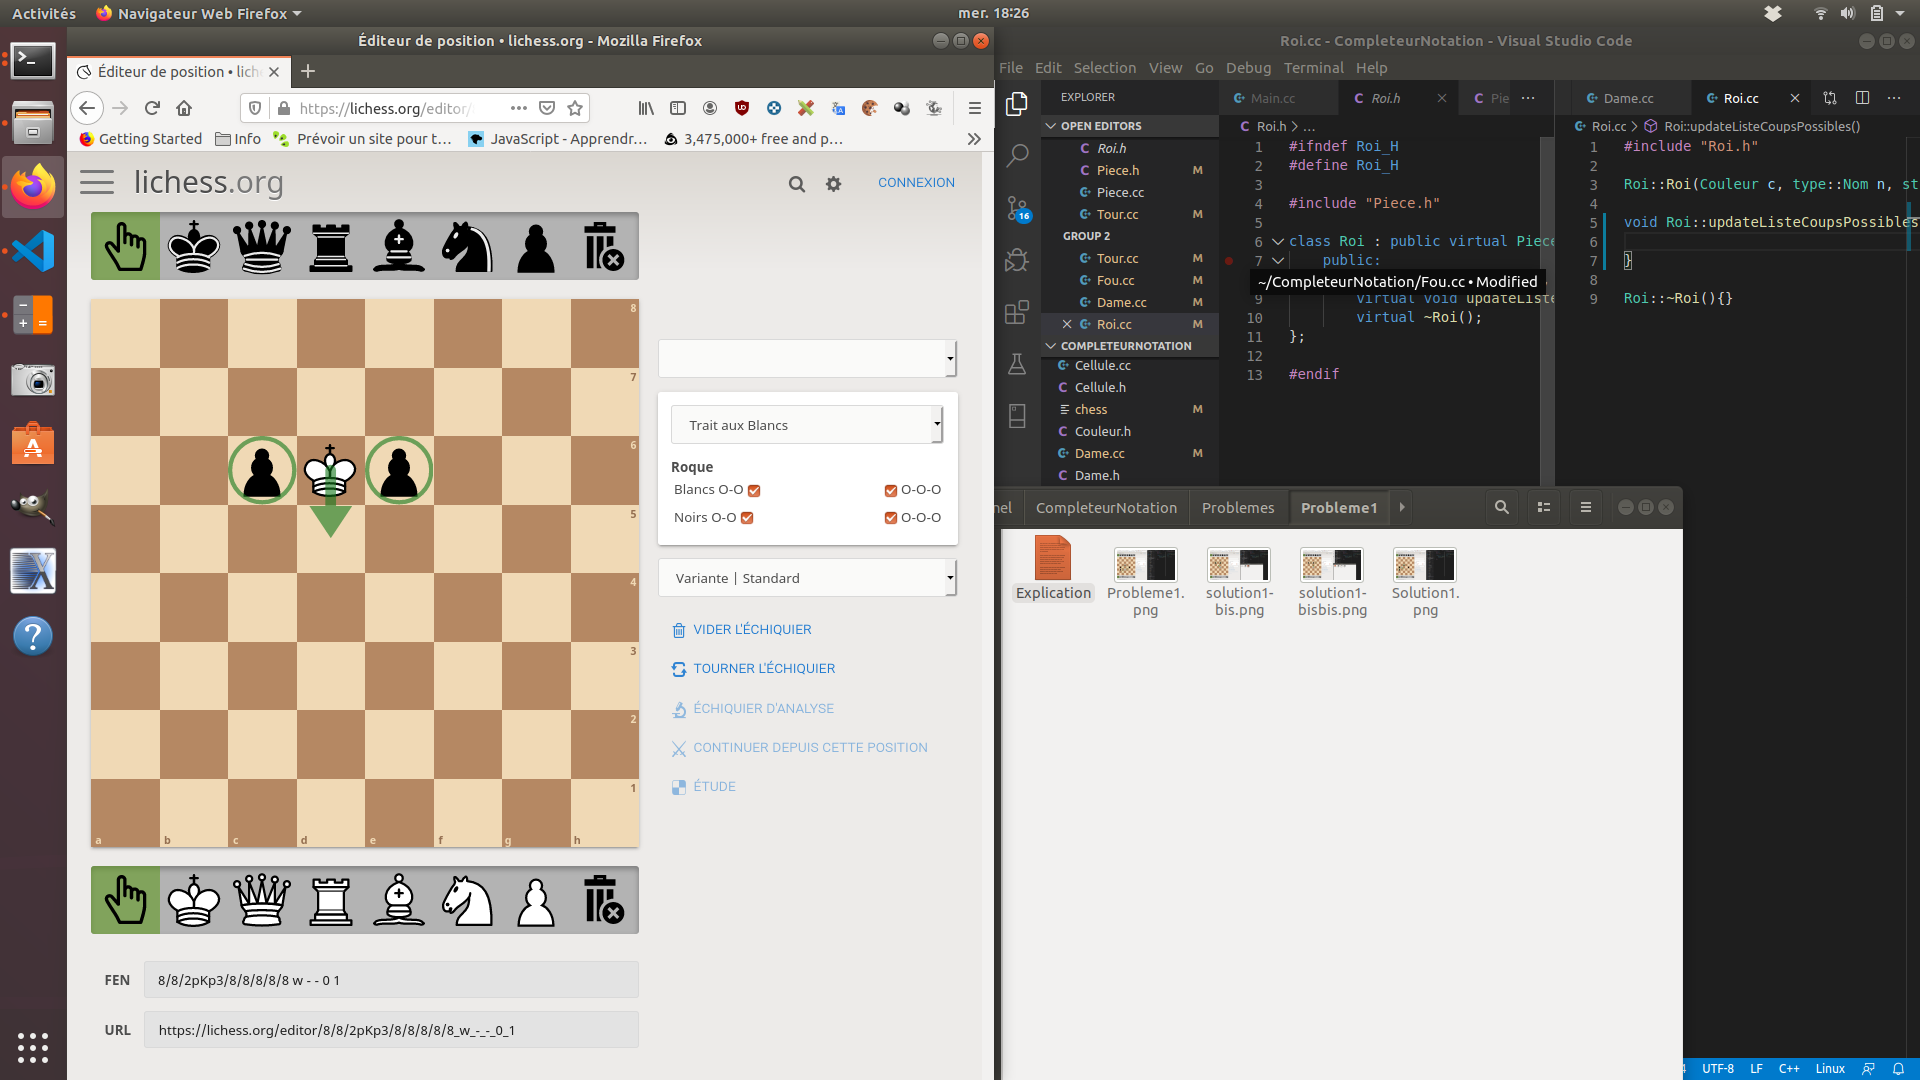 Activités
Navigateur Web Firefox
mer. 18:26
Éditeur de position • lichess.org - Mozilla Firefox
Éditeur de position • lich
https://lichess.org/editor/
Getting Started
Info
Prévoir un site pour t…
JavaScript - Apprendr…
3,475,000+ free and p…
lichess.org
CONNEXION
8
7
6
5
4
3
2
1
a b c d e f g h
Trait aux Blancs
Roque
Blancs O-O
O-O-O
Noirs O-O
O-O-O
Variante | Standard
VIDER L'ÉCHIQUIER
TOURNER L'ÉCHIQUIER
ÉCHIQUIER D'ANALYSE
CONTINUER DEPUIS CETTE POSITION
ÉTUDE
FEN
8/8/2pKp3/8/8/8/8/8 w - - 0 1
URL
https://lichess.org/editor/8/8/2pKp3/8/8/8/8/8_w_-_-_0_1
Roi.cc - CompleteurNotation - Visual Studio Code
File Edit Selection View Go Debug Terminal Help
16
EXPLORER
OPEN EDITORS
Roi.h
Piece.h M
Piece.cc
Tour.cc M
GROUP 2
Tour.cc M
Fou.cc M
Dame.cc M
Roi.cc M
COMPLETEURNOTATION
Cellule.cc
Cellule.h
chess M
Couleur.h
Dame.cc M
Dame.h
Main.cc
Roi.h
Pie
Roi.h > ...
1 #ifndef Roi_H
2 #define Roi_H
3
4 #include "Piece.h"
5
6 class Roi : public virtual Piece
7 public:
~/CompleteurNotation/Fou.cc • Modified
9 virtual void updateListe
10 virtual ~Roi();
11 };
12
13 #endif
Dame.cc
Roi.cc
Roi.cc > Roi::updateListeCoupsPossibles()
1 #include "Roi.h"
2
3 Roi::Roi(Couleur c, type::Nom n, st
4
5 void Roi::updateListeCoupsPossibles
6
7 }
8
9 Roi::~Roi(){}
nel
CompleteurNotation
Problemes
Probleme1
Explication
Probleme1.
png
solution1-
bis.png
solution1-
bisbis.png
Solution1.
png
4
UTF-8
LF
C++
Linux